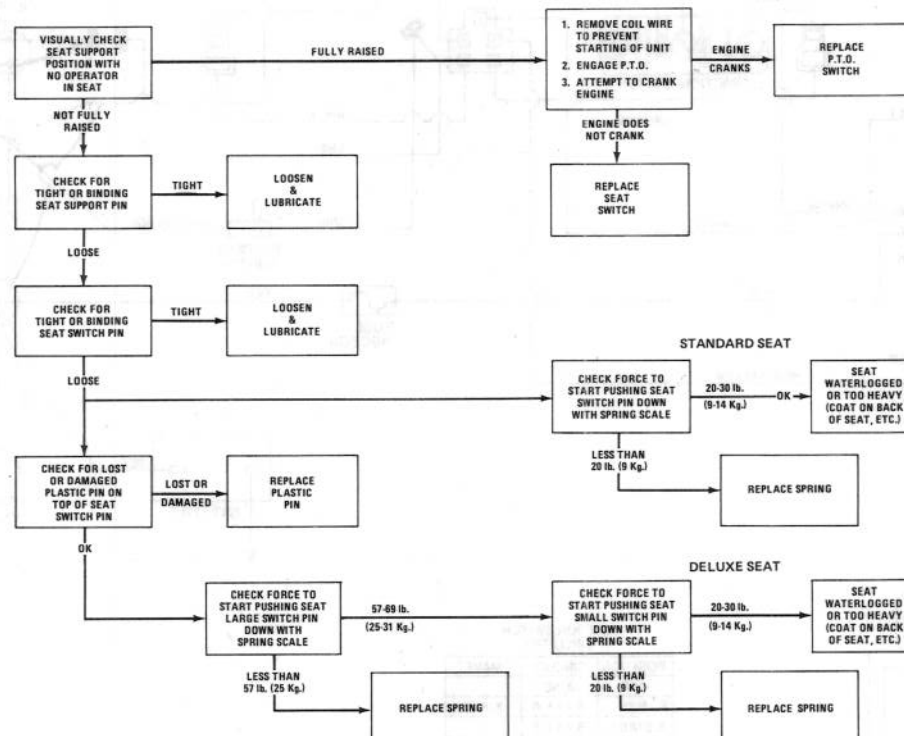 VISUALLY CHECK
SEAT SUPPORT
POSITION WITH
NO OPERATOR
IN SEAT
FULLY RAISED
1. REMOVE COIL WIRE
TO PREVENT
STARTING OF UNIT
2. ENGAGE P.T.O.
3. ATTEMPT TO CRANK
ENGINE
ENGINE
CRANKS
REPLACE
P.T.O.
SWITCH
NOT FULLY
RAISED
ENGINE DOES
NOT CRANK
CHECK FOR
TIGHT OR BINDING
SEAT SUPPORT PIN
TIGHT
LOOSEN
&
LUBRICATE
REPLACE
SEAT
SWITCH
LOOSE
CHECK FOR
TIGHT OR BINDING
SEAT SWITCH PIN
TIGHT
LOOSEN
&
LUBRICATE
LOOSE
STANDARD SEAT
CHECK FORCE TO
START PUSHING SEAT
SWITCH PIN DOWN
WITH SPRING SCALE
20-30 lb.
(9-14 Kg.)
OK
SEAT
WATERLOGGED
OR TOO HEAVY
(COAT ON BACK
OF SEAT, ETC.)
LESS THAN
20 lb. (9 Kg.)
REPLACE SPRING
CHECK FOR LOST
OR DAMAGED
PLASTIC PIN ON
TOP OF SEAT
SWITCH PIN
LOST OR
DAMAGED
REPLACE
PLASTIC
PIN
OK
DELUXE SEAT
CHECK FORCE TO
START PUSHING SEAT
LARGE SWITCH PIN
DOWN WITH
SPRING SCALE
57-69 lb.
(25-31 Kg.)
CHECK FORCE TO
START PUSHING SEAT
SMALL SWITCH PIN
DOWN WITH
SPRING SCALE
20-30 lb.
(9-14 Kg.)
SEAT
WATERLOGGED
OR TOO HEAVY
(COAT ON BACK
OF SEAT, ETC.)
LESS THAN
57 lb. (25 Kg.)
REPLACE SPRING
LESS THAN
20 lb. (9 Kg.)
REPLACE SPRING